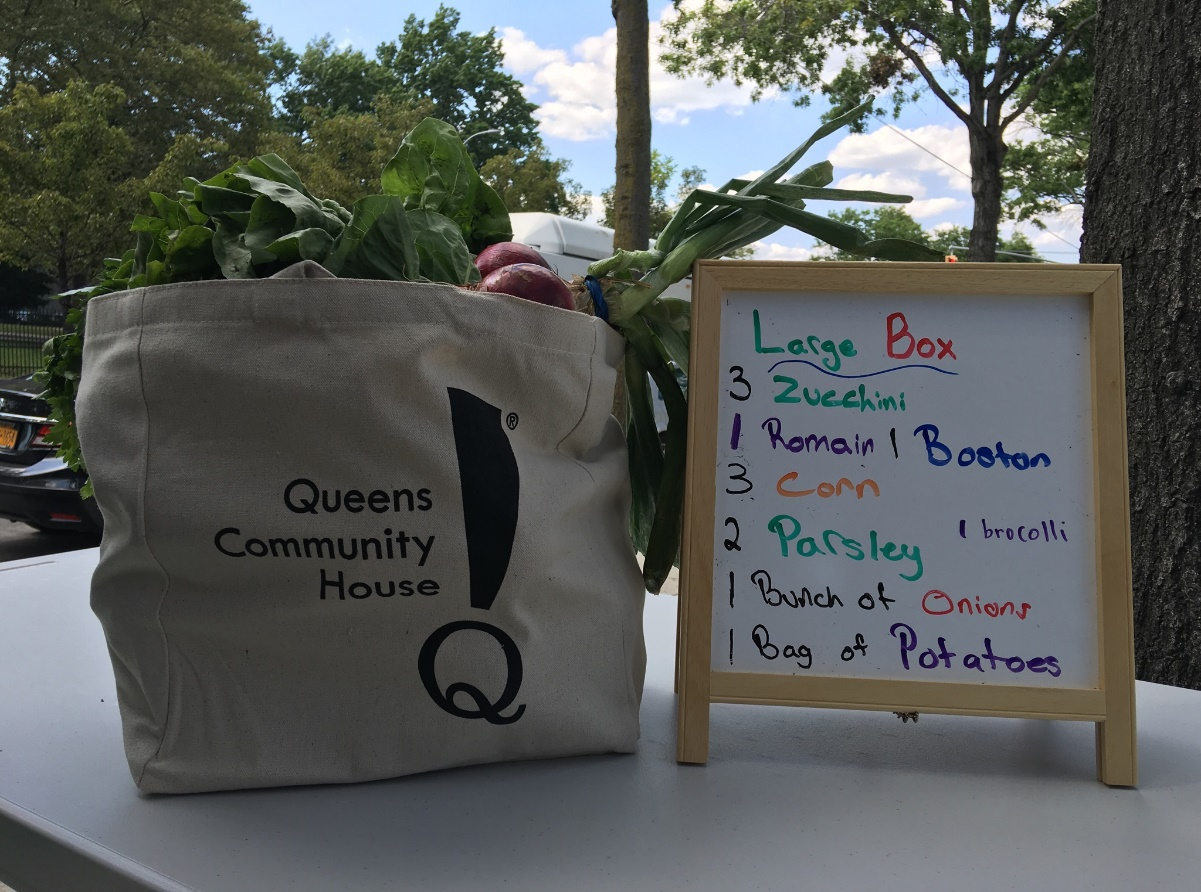 Queens
Community
House
®
Q
Large Box
3 Zucchini
1 Romain 1 Boston
3 Corn
2 Parsley 1 brocolli
1 Bunch of Onions
1 Bag of Potatoes